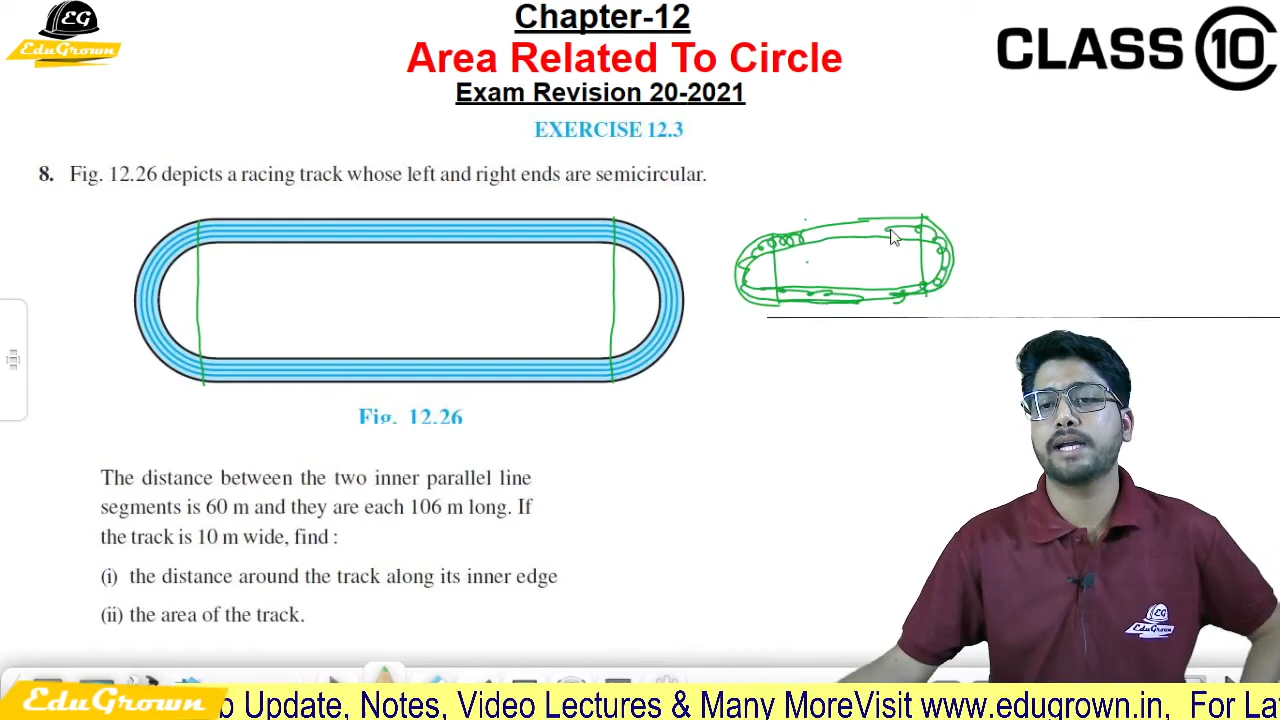 EG
EduGrown
Chapter-12
Area Related To Circle
Exam Revision 20-2021
CLASS 10
EXERCISE 12.3
8. Fig. 12.26 depicts a racing track whose left and right ends are semicircular.
Fig. 12.26
The distance between the two inner parallel line
segments is 60 m and they are each 106 m long. If
the track is 10 m wide, find :
(i) the distance around the track along its inner edge
(ii) the area of the track.
EG
EduGrown
EduGrown
Update, Notes, Video Lectures & Many MoreVisit www.edugrown.in, For La